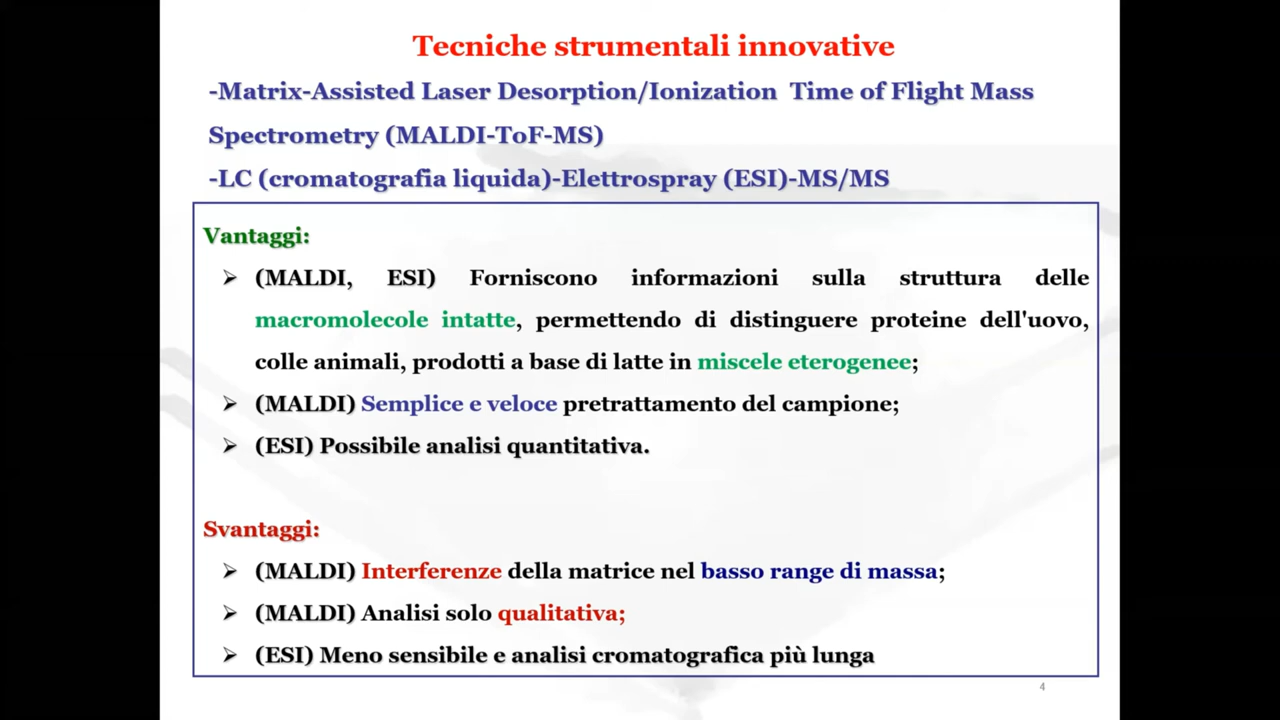 Tecniche strumentali innovative
-Matrix-Assisted Laser Desorption/Ionization Time of Flight Mass
Spectrometry (MALDI-ToF-MS)
-LC (cromatografia liquida)-Elettrospray (ESI)-MS/MS
Vantaggi:
➢ (MALDI, ESI) Forniscono informazioni sulla struttura delle
macromolecole intatte, permettendo di distinguere proteine dell'uovo,
colle animali, prodotti a base di latte in miscele eterogenee;
➢ (MALDI) Semplice e veloce pretrattamento del campione;
➢ (ESI) Possibile analisi quantitativa.
Svantaggi:
➢ (MALDI) Interferenze della matrice nel basso range di massa;
➢ (MALDI) Analisi solo qualitativa;
➢ (ESI) Meno sensibile e analisi cromatografica più lunga
4